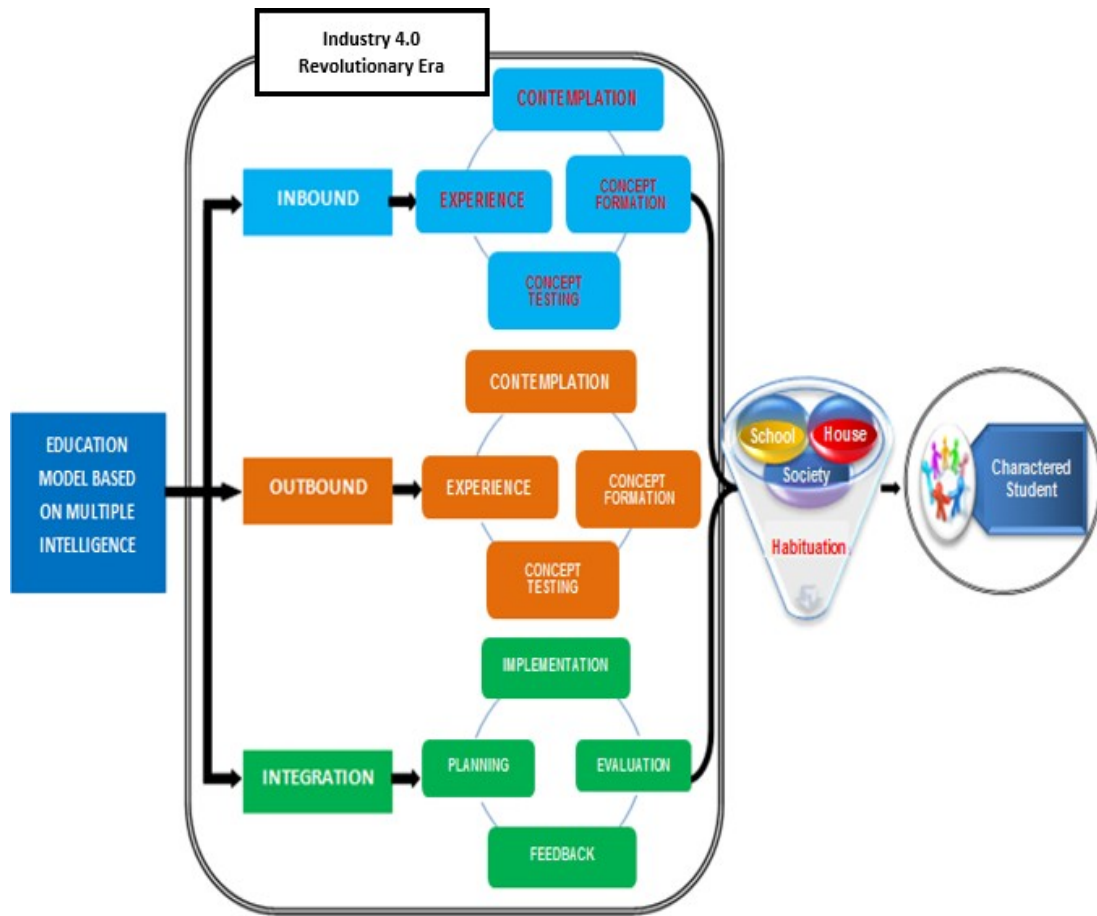 Industry 4.0
Revolutionary Era
CONTEMPLATION
INBOUND
EXPERIENCE
CONCEPT
FORMATION
CONCEPT
TESTING
CONTEMPLATION
EDUCATION
MODEL BASED
ON MULTIPLE
INTELLIGENCE
OUTBOUND
EXPERIENCE
CONCEPT
FORMATION
CONCEPT
TESTING
IMPLEMENTATION
INTEGRATION
PLANNING
EVALUATION
FEEDBACK
School
House
Society
Habituation
Charactered
Student